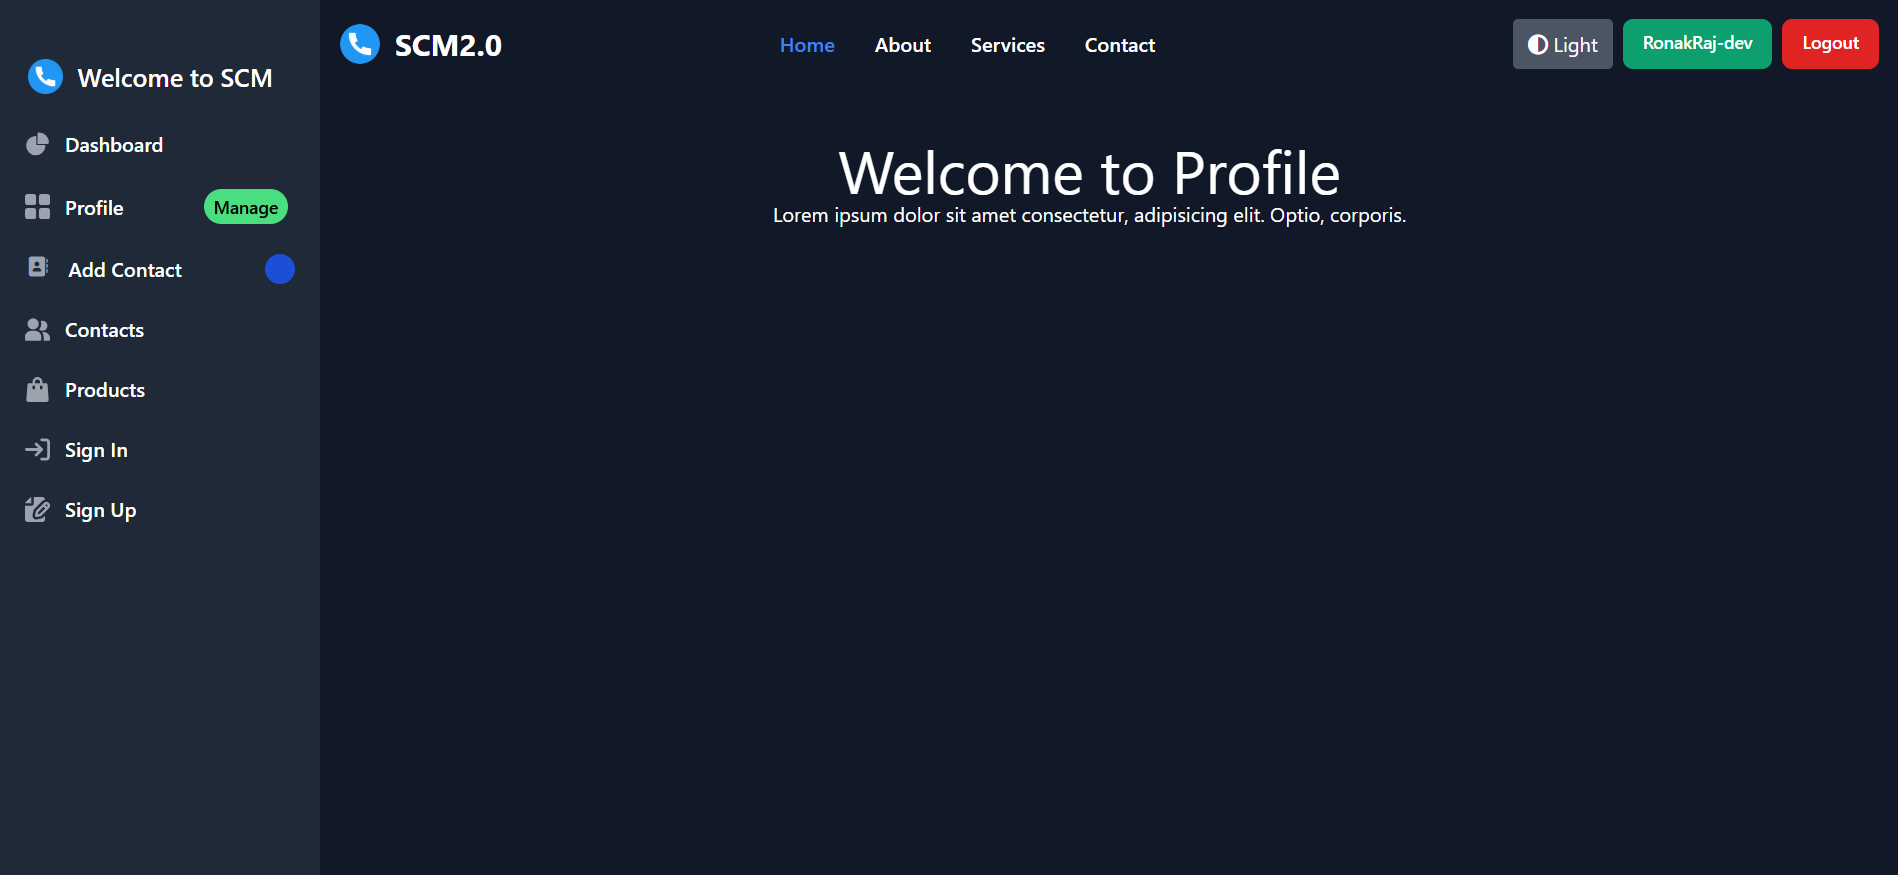 Welcome to SCM
Dashboard
Profile
Manage
Add Contact
Contacts
Products
Sign In
Sign Up
SCM2.0
Home
About
Services
Contact
Light
RonakRaj-dev
Logout
Welcome to Profile
Lorem ipsum dolor sit amet consectetur, adipisicing elit. Optio, corporis.